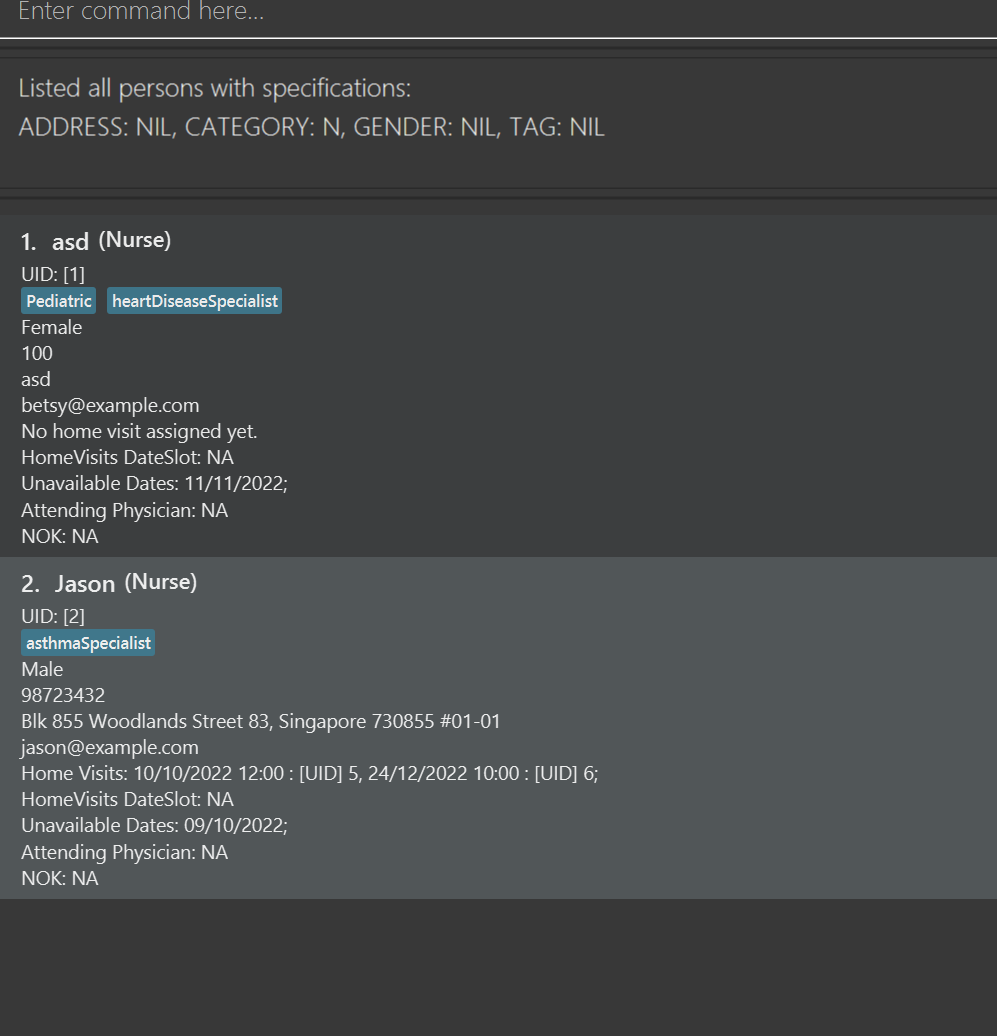 Enter command here...
Listed all persons with specifications:
ADDRESS: NIL, CATEGORY: N, GENDER: NIL, TAG: NIL
1. asd (Nurse)
UID: [1]
Pediatric heartDiseaseSpecialist
Female
100
asd
betsy@example.com
No home visit assigned yet.
HomeVisits DateSlot: NA
Unavailable Dates: 11/11/2022;
Attending Physician: NA
NOK: NA
2. Jason (Nurse)
UID: [2]
asthmaSpecialist
Male
98723432
Blk 855 Woodlands Street 83, Singapore 730855 #01-01
jason@example.com
Home Visits: 10/10/2022 12:00 : [UID] 5, 24/12/2022 10:00 : [UID] 6;
HomeVisits DateSlot: NA
Unavailable Dates: 09/10/2022;
Attending Physician: NA
NOK: NA